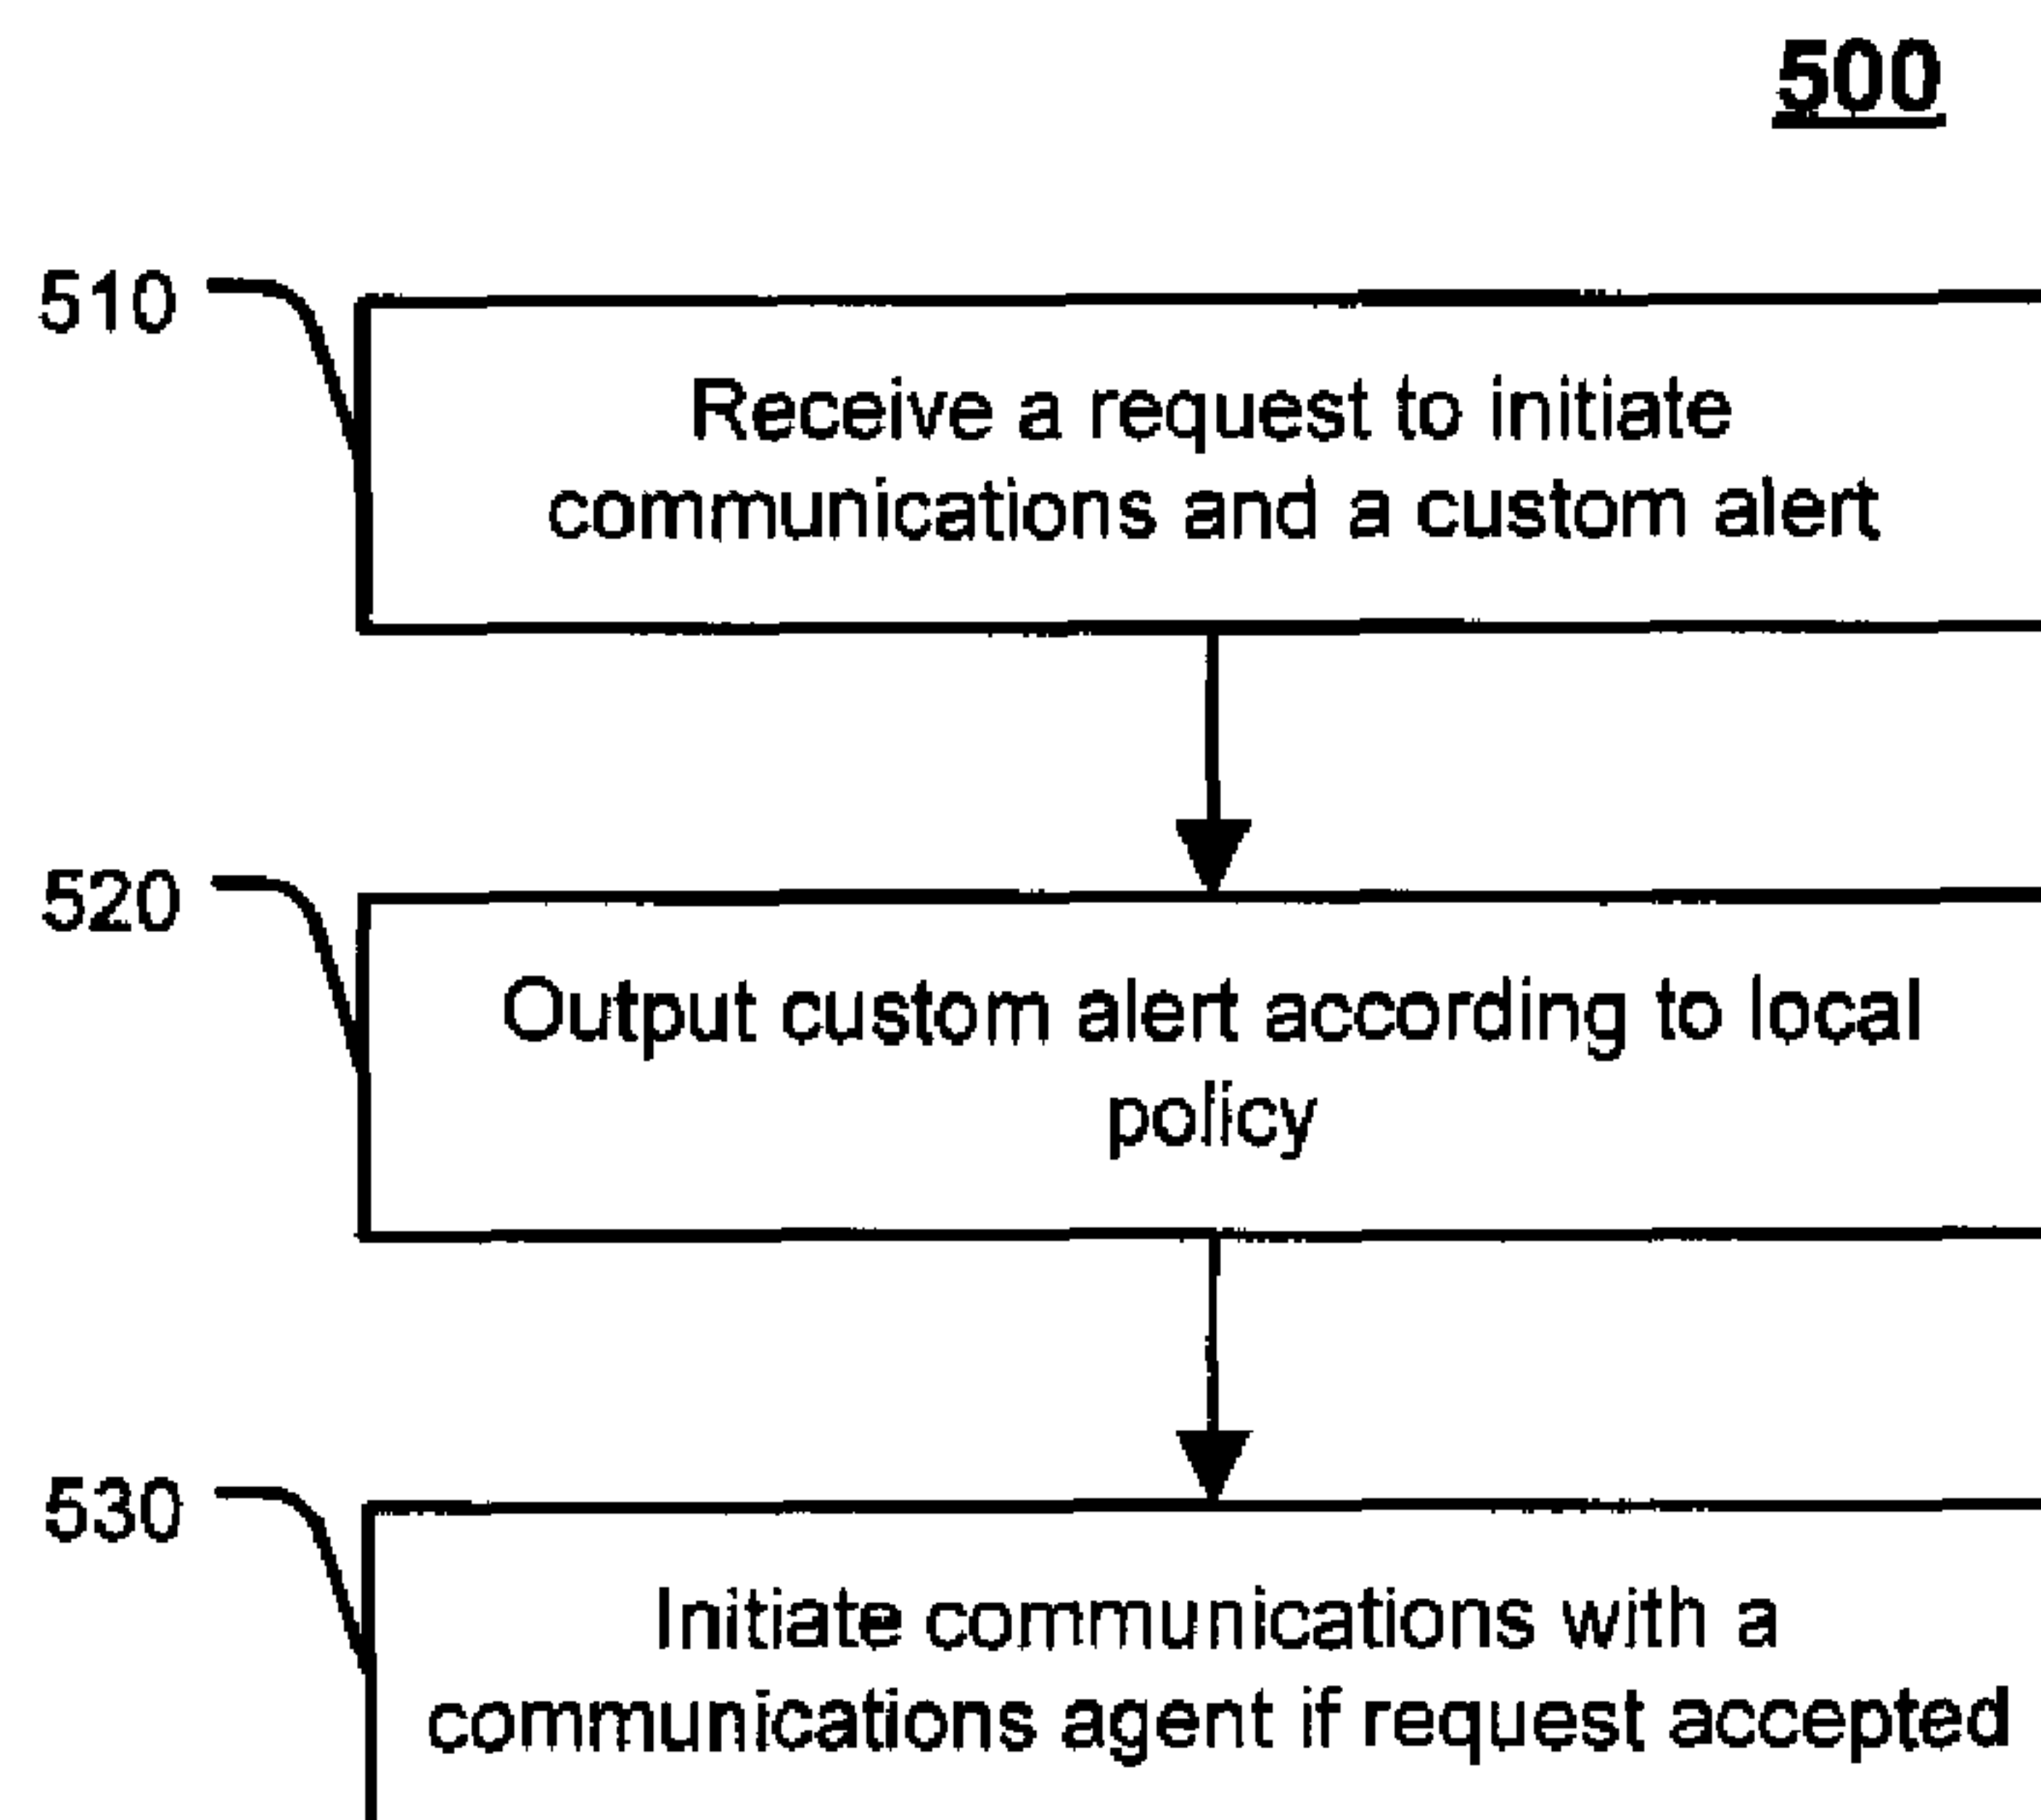 500
510
Receive a request to initiate
communications and a custom alert
520
Output custom alert according to local
policy
530
Initiate communications with a
communications agent if request accepted